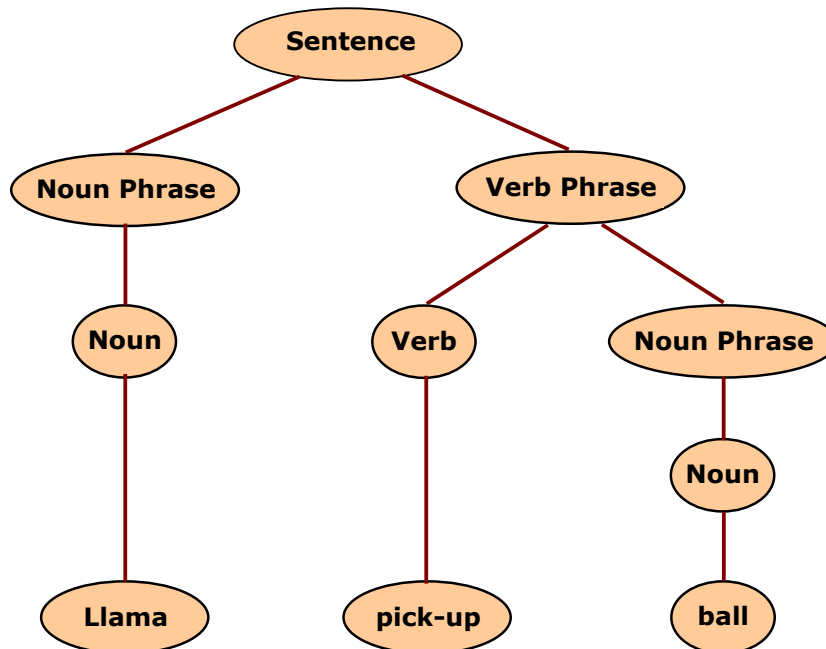 Sentence
Noun Phrase
Verb Phrase
Noun
Verb
Noun Phrase
Noun
Llama
pick-up
ball